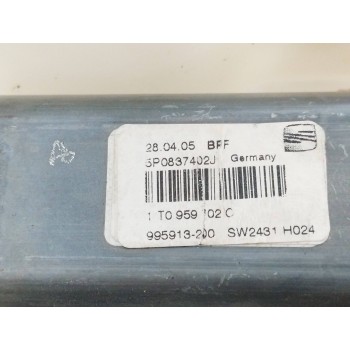 28.04.05 BFF
5P0837402J Germany
1T0 959 702 C
995913-200 SW2431 H024
A